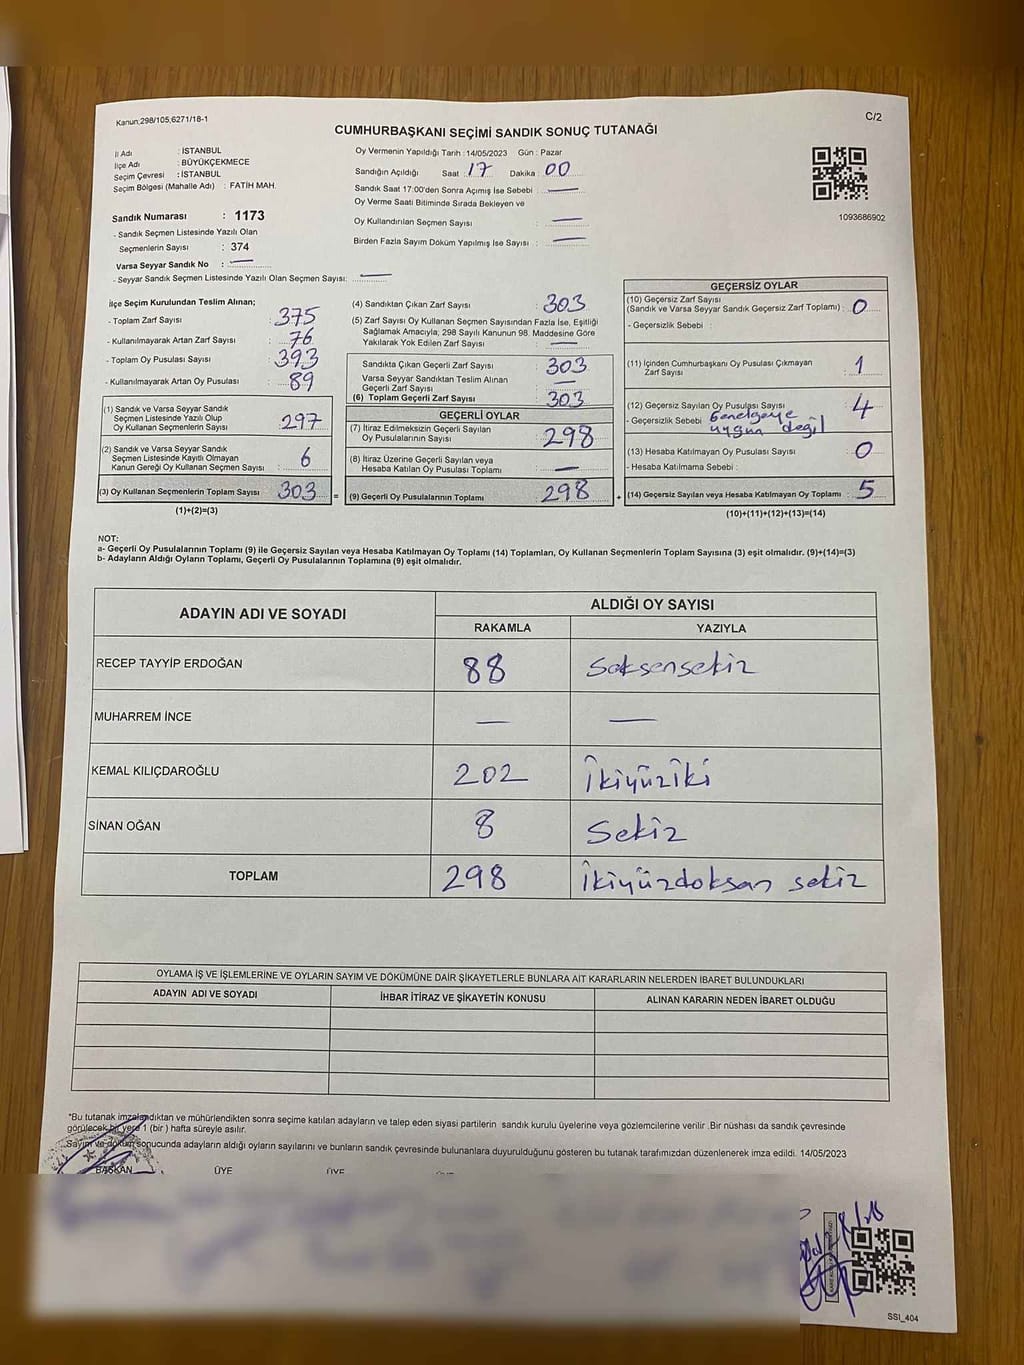 Kanun;298/105,6271/18-1
C/2
CUMHURBAŞKANI SEÇİMİ SANDIK SONUÇ TUTANAĞI
İl Adı : İSTANBUL
İlçe Adı : BÜYÜKÇEKMECE
Seçim Çevresi : İSTANBUL
Seçim Bölgesi (Mahalle Adı) : FATİH MAH.
Sandık Numarası : 1173
- Sandık Seçmen Listesinde Yazılı Olan
Seçmenlerin Sayısı : 374
Varsa Seyyar Sandık No : —
- Seyyar Sandık Seçmen Listesinde Yazılı Olan Seçmen Sayısı: —
Oy Vermenin Yapıldığı Tarih :14/05/2023 Gün : Pazar
Sandığın Açıldığı Saat : 17 Dakika : 00
Sandık Saat 17:00'den Sonra Açımış İse Sebebi : —
Oy Verme Saati Bitiminde Sırada Bekleyen ve
Oy Kullandırılan Seçmen Sayısı : —
Birden Fazla Sayım Döküm Yapılmış İse Sayısı : —
1093686902
İlçe Seçim Kurulundan Teslim Alınan;
- Toplam Zarf Sayısı : 375
- Kullanılmayarak Artan Zarf Sayısı : 76
- Toplam Oy Pusulası Sayısı : 393
- Kullanılmayarak Artan Oy Pusulası : 89
(1) Sandık ve Varsa Seyyar Sandık
Seçmen Listesinde Yazılı Olup
Oy Kullanan Seçmenlerin Sayısı : 297
(2) Sandık ve Varsa Seyyar Sandık
Seçmen Listesinde Kayıtlı Olmayan
Kanun Gereği Oy Kullanan Seçmen Sayısı : 6
(3) Oy Kullanan Seçmenlerin Toplam Sayısı : 303 =
(1)+(2)=(3)
(4) Sandıktan Çıkan Zarf Sayısı : 303
(5) Zarf Sayısı Oy Kullanan Seçmen Sayısından Fazla İse, Eşitliği
Sağlamak Amacıyla, 298 Sayılı Kanunun 98. Maddesine Göre
Yakılarak Yok Edilen Zarf Sayısı : —
Sandıkta Çıkan Geçerli Zarf Sayısı : 303
Varsa Seyyar Sandıktan Teslim Alınan
Geçerli Zarf Sayısı : —
(6) Toplam Geçerli Zarf Sayısı : 303
GEÇERLİ OYLAR
(7) İtiraz Edilmeksizin Geçerli Sayılan
Oy Pusulalarının Sayısı : 298
(8) İtiraz Üzerine Geçerli Sayılan veya
Hesaba Katılan Oy Pusulası Toplamı : —
(9) Geçerli Oy Pusulalarının Toplamı : 298 +
GEÇERSİZ OYLAR
(10) Geçersiz Zarf Sayısı
(Sandık ve Varsa Seyyar Sandık Geçersiz Zarf Toplamı) : 0
- Geçersizlik Sebebi :
(11) İçinden Cumhurbaşkanı Oy Pusulası Çıkmayan
Zarf Sayısı : 1
(12) Geçersiz Sayılan Oy Pusulası Sayısı : 4
- Geçersizlik Sebebi : Genelgeye
uygun değil
(13) Hesaba Katılmayan Oy Pusulası Sayısı : 0
- Hesaba Katılmama Sebebi :
(14) Geçersiz Sayılan veya Hesaba Katılmayan Oy Toplamı : 5
(10)+(11)+(12)+(13)=(14)
NOT:
a- Geçerli Oy Pusulalarının Toplamı (9) ile Geçersiz Sayılan veya Hesaba Katılmayan Oy Toplamı (14) Toplamları, Oy Kullanan Seçmenlerin Toplam Sayısına (3) eşit olmalıdır. (9)+(14)=(3)
b- Adayların Aldığı Oyların Toplamı, Geçerli Oy Pusulalarının Toplamına (9) eşit olmalıdır.
ADAYIN ADI VE SOYADI
ALDIĞI OY SAYISI
RAKAMLA YAZIYLA
RECEP TAYYİP ERDOĞAN 88 Seksensekiz
MUHARREM İNCE — —
KEMAL KILIÇDAROĞLU 202 İkiyüziki
SİNAN OĞAN 8 Sekiz
TOPLAM 298 İkiyüzdoksan sekiz
OYLAMA İŞ VE İŞLEMLERİNE VE OYLARIN SAYIM VE DÖKÜMÜNE DAİR ŞİKAYETLERLE BUNLARA AİT KARARLARIN NELERDEN İBARET BULUNDUKLARI
ADAYIN ADI VE SOYADI İHBAR İTİRAZ VE ŞİKAYETİN KONUSU ALINAN KARARIN NEDEN İBARET OLDUĞU
*Bu tutanak imzalandıktan ve mühürlendikten sonra seçime katılan adayların ve talep eden siyasi partilerin sandık kurulu üyelerine veya gözlemcilerine verilir .Bir nüshası da sandık çevresinde
görülecek bir yere 1 (bir ) hafta süreyle asılır.
Sayım ve döküm sonucunda adayların aldığı oyların sayılarını ve bunların sandık çevresinde bulunanlara duyurulduğunu gösteren bu tutanak tarafımızdan düzenlenerek imza edildi. 14/05/2023
BAŞKAN ÜYE ÜYE
SSI_404